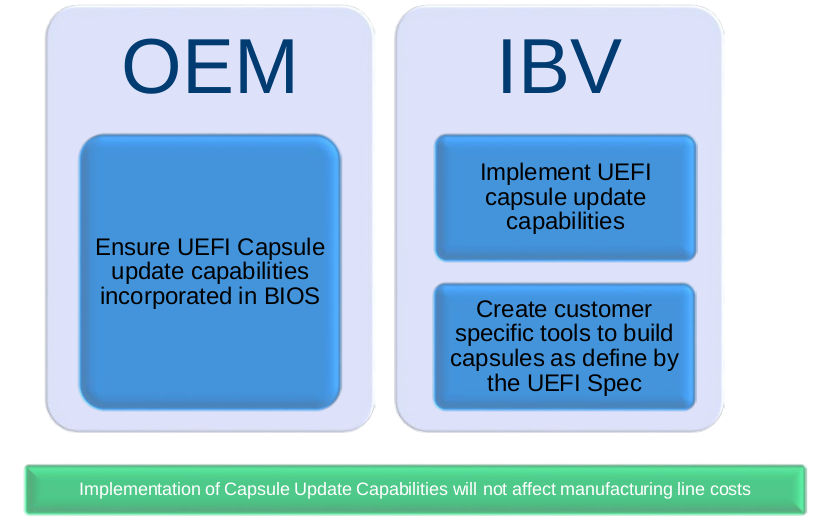 OEM
Ensure UEFI Capsule
update capabilities
incorporated in BIOS
IBV
Implement UEFI
capsule update
capabilities
Create customer
specific tools to build
capsules as define by
the UEFI Spec
Implementation of Capsule Update Capabilities will not affect manufacturing line costs